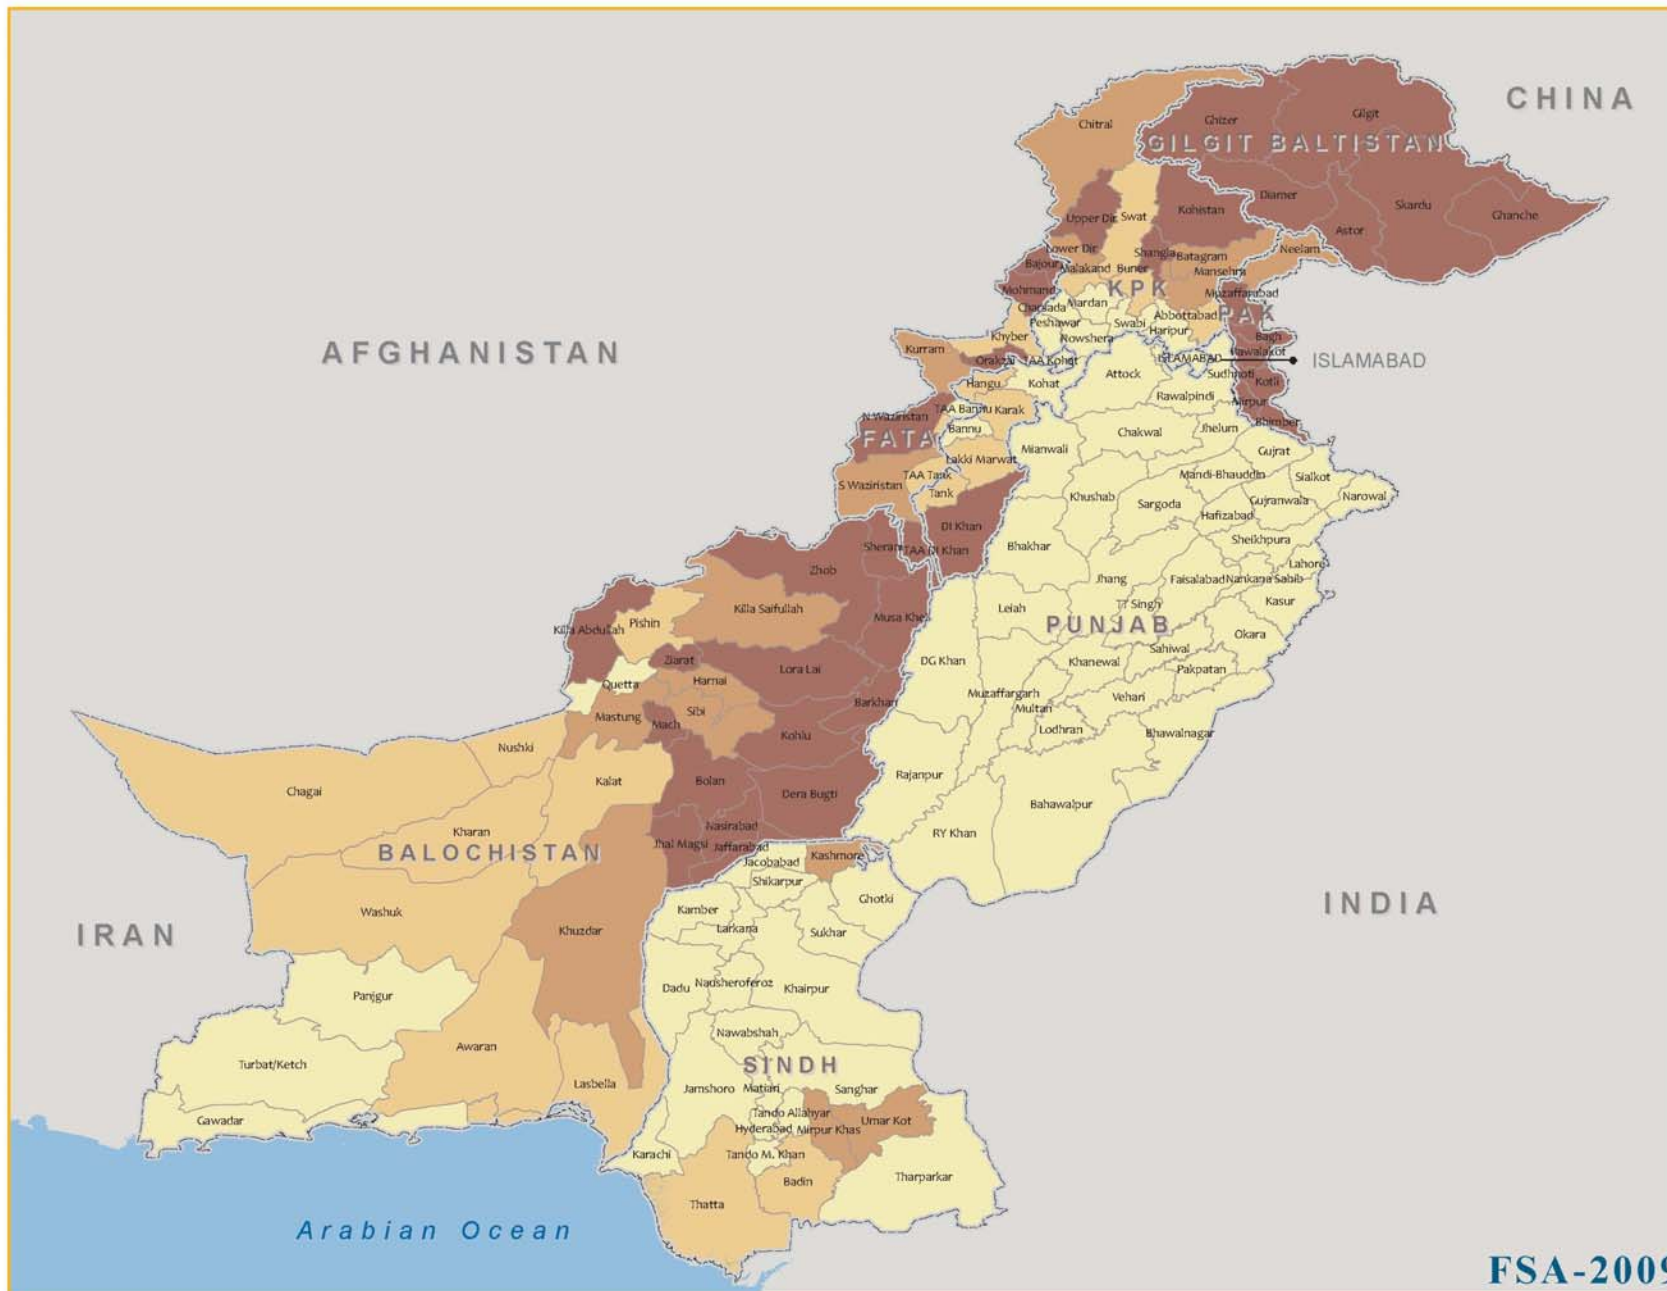 CHINA
Chitral
Ghizer
Gilgit
GILGIT BALTISTAN
Diamer
Skardu
Ghanche
Astor
Upper Dir
Swat
Kohistan
Lower Dir
Shangla
Batagram
Neelam
Bajour
Malakand
Buner
Mansehra
Mohmand
KPK
Muzaffarabad
Charsada
Mardan
PAK
Peshawar
Swabi
Abbottabad
Haripur
Khyber
Nowshera
Bagh
AFGHANISTAN
Kurram
Orakzai
TAA Kohat
ISLAMABAD
Rawalakot
ISLAMABAD
Hangu
Kohat
Attock
Sudhnoti
Kotli
Rawalpindi
Mirpur
N Waziristan
TAA Bannu
Karak
Bannu
FATA
Chakwal
Jhelum
Bhimber
Mianwali
Gujrat
Lakki Marwat
S Waziristan
TAA Tank
Tank
Mandi-Bhauddin
Sialkot
Khushab
Sargoda
Gujranwala
Narowal
Hafizabad
DI Khan
Sherani
TAA DI Khan
Bhakhar
Sheikhpura
Zhob
Lahore
Jhang
Faisalabad
Nankana Sabib
Killa Saifullah
Leiah
TT Singh
Kasur
Musa Khel
Killa Abdullah
Pishin
PUNJAB
Okara
Ziarat
Lora Lai
DG Khan
Khanewal
Sahiwal
Pakpatan
Quetta
Harnai
Muzaffargarh
Vehari
Barkhan
Mastung
Sibi
Mach
Multan
Lodhran
Bhawalnagar
Kohlu
Nushki
Chagai
Kalat
Bolan
Dera Bugti
Rajanpur
Bahawalpur
Kharan
Nasirabad
RY Khan
BALOCHISTAN
Jhal Magsi
Jaffarabad
Kashmore
Jacobabad
Shikarpur
Ghotki
INDIA
Washuk
Kamber
Larkana
Sukhar
IRAN
Khuzdar
Panjgur
Dadu
Nausheroferoz
Khairpur
Nawabshah
Awaran
SINDH
Turbat/Ketch
Lasbella
Jamshoro
Matiari
Sanghar
Gawadar
Tando Allahyar
Umar Kot
Hyderabad
Mirpur Khas
Karachi
Tando M. Khan
Badin
Tharparkar
Thatta
Arabian Ocean
FSA-2009